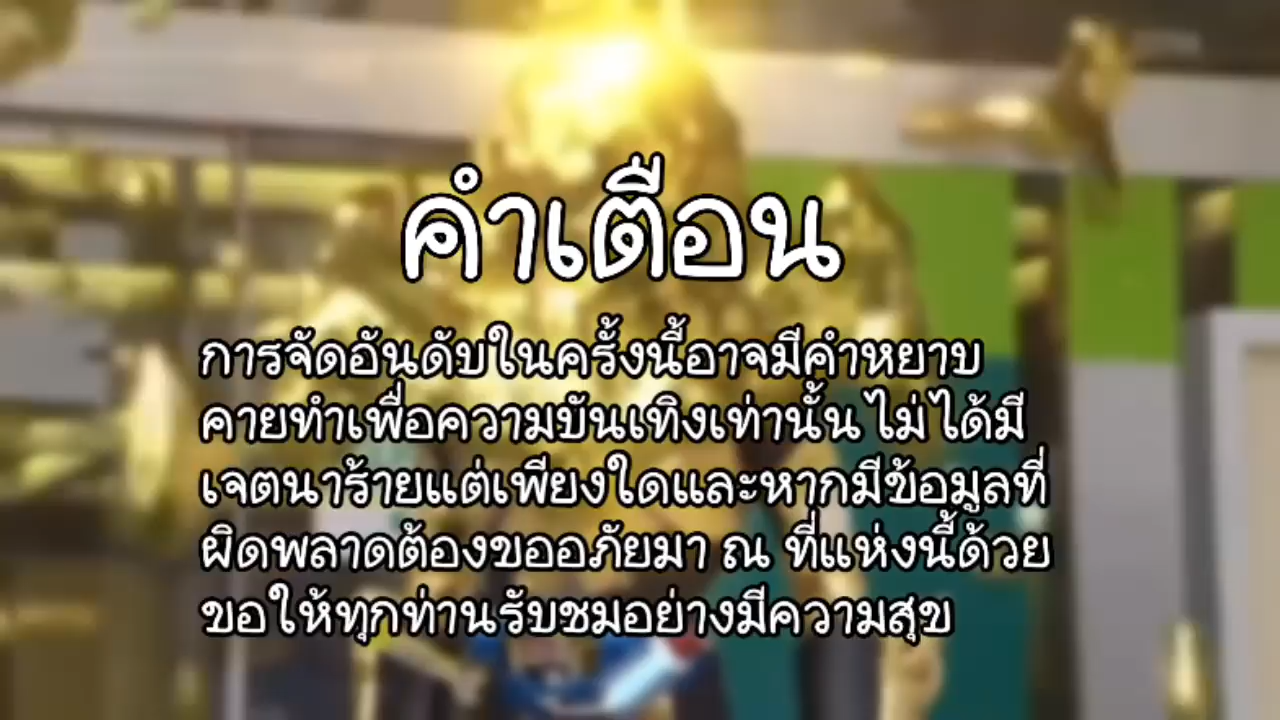 คำเตือน
การจัดอันดับในครั้งนี้อาจมีคำหยาบ
คายทำเพื่อความบันเทิงเท่านั้น ไม่ได้มี
เจตนาร้ายแต่เพียงใดและหากมีข้อมูลที่
ผิดพลาดต้องขออภัยมา ณ ที่แห่งนี้ด้วย
ขอให้ทุกท่านรับชมอย่างมีความสุข